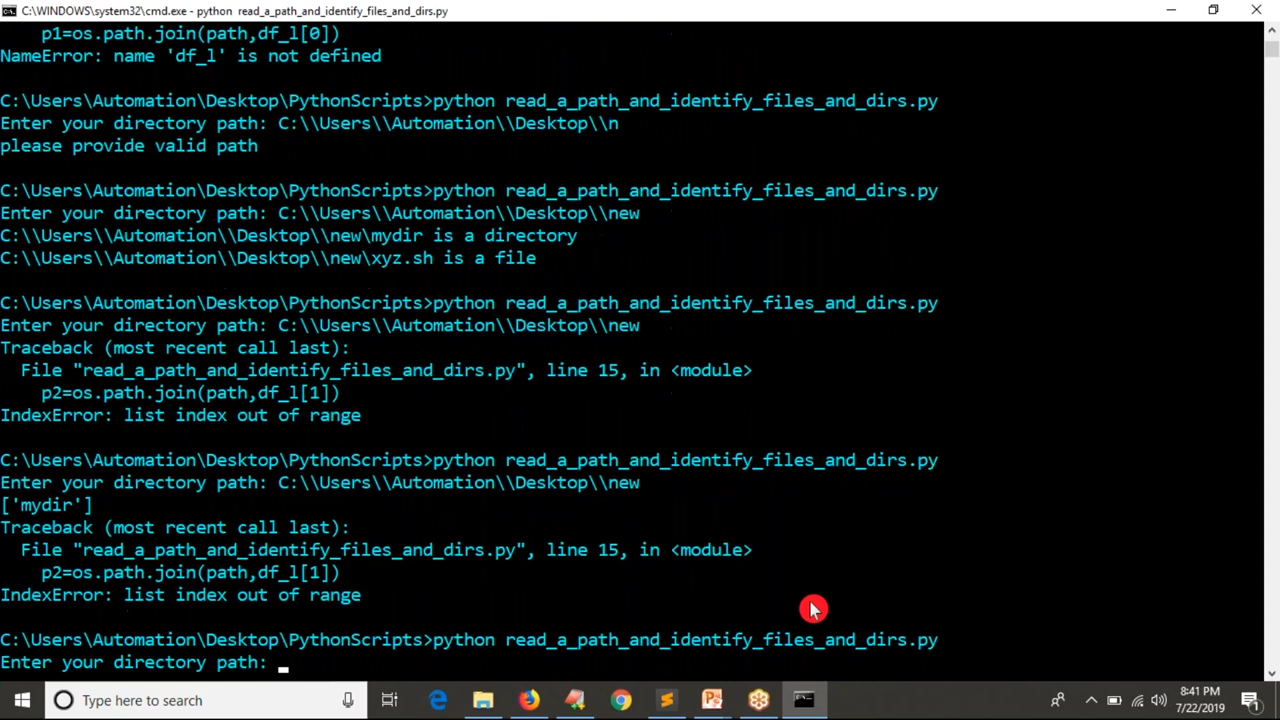 C:\WINDOWS\system32\cmd.exe - python  read_a_path_and_identify_files_and_dirs.py
    p1=os.path.join(path,df_l[0])
NameError: name 'df_l' is not defined
C:\Users\Automation\Desktop\PythonScripts>python read_a_path_and_identify_files_and_dirs.py
Enter your directory path: C:\\Users\\Automation\\Desktop\\n
please provide valid path
C:\Users\Automation\Desktop\PythonScripts>python read_a_path_and_identify_files_and_dirs.py
Enter your directory path: C:\\Users\\Automation\\Desktop\\new
C:\\Users\\Automation\\Desktop\\new\mydir is a directory
C:\\Users\\Automation\\Desktop\\new\xyz.sh is a file
C:\Users\Automation\Desktop\PythonScripts>python read_a_path_and_identify_files_and_dirs.py
Enter your directory path: C:\\Users\\Automation\\Desktop\\new
Traceback (most recent call last):
  File "read_a_path_and_identify_files_and_dirs.py", line 15, in <module>
    p2=os.path.join(path,df_l[1])
IndexError: list index out of range
C:\Users\Automation\Desktop\PythonScripts>python read_a_path_and_identify_files_and_dirs.py
Enter your directory path: C:\\Users\\Automation\\Desktop\\new
['mydir']
Traceback (most recent call last):
  File "read_a_path_and_identify_files_and_dirs.py", line 15, in <module>
    p2=os.path.join(path,df_l[1])
IndexError: list index out of range
C:\Users\Automation\Desktop\PythonScripts>python read_a_path_and_identify_files_and_dirs.py
Enter your directory path:
Type here to search
8:41 PM
7/22/2019